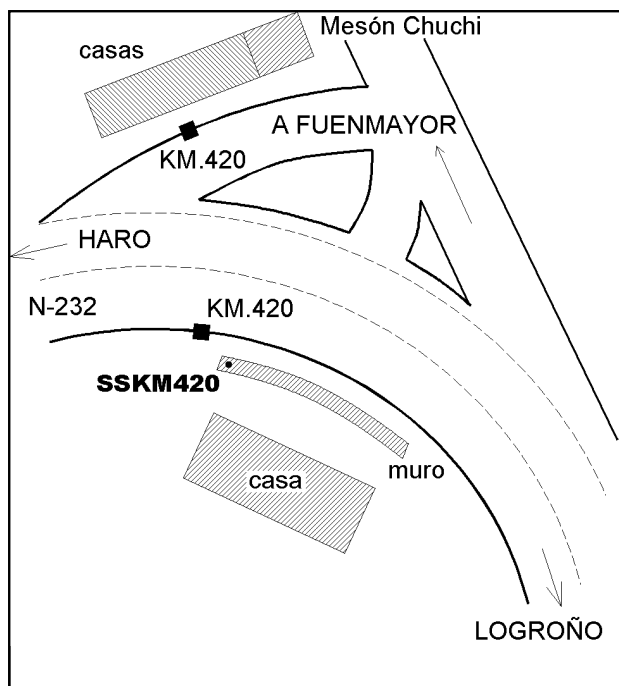 Mesón Chuchi
casas
A FUENMAYOR
KM.420
HARO
N-232
KM.420
SSKM420
muro
casa
LOGROÑO